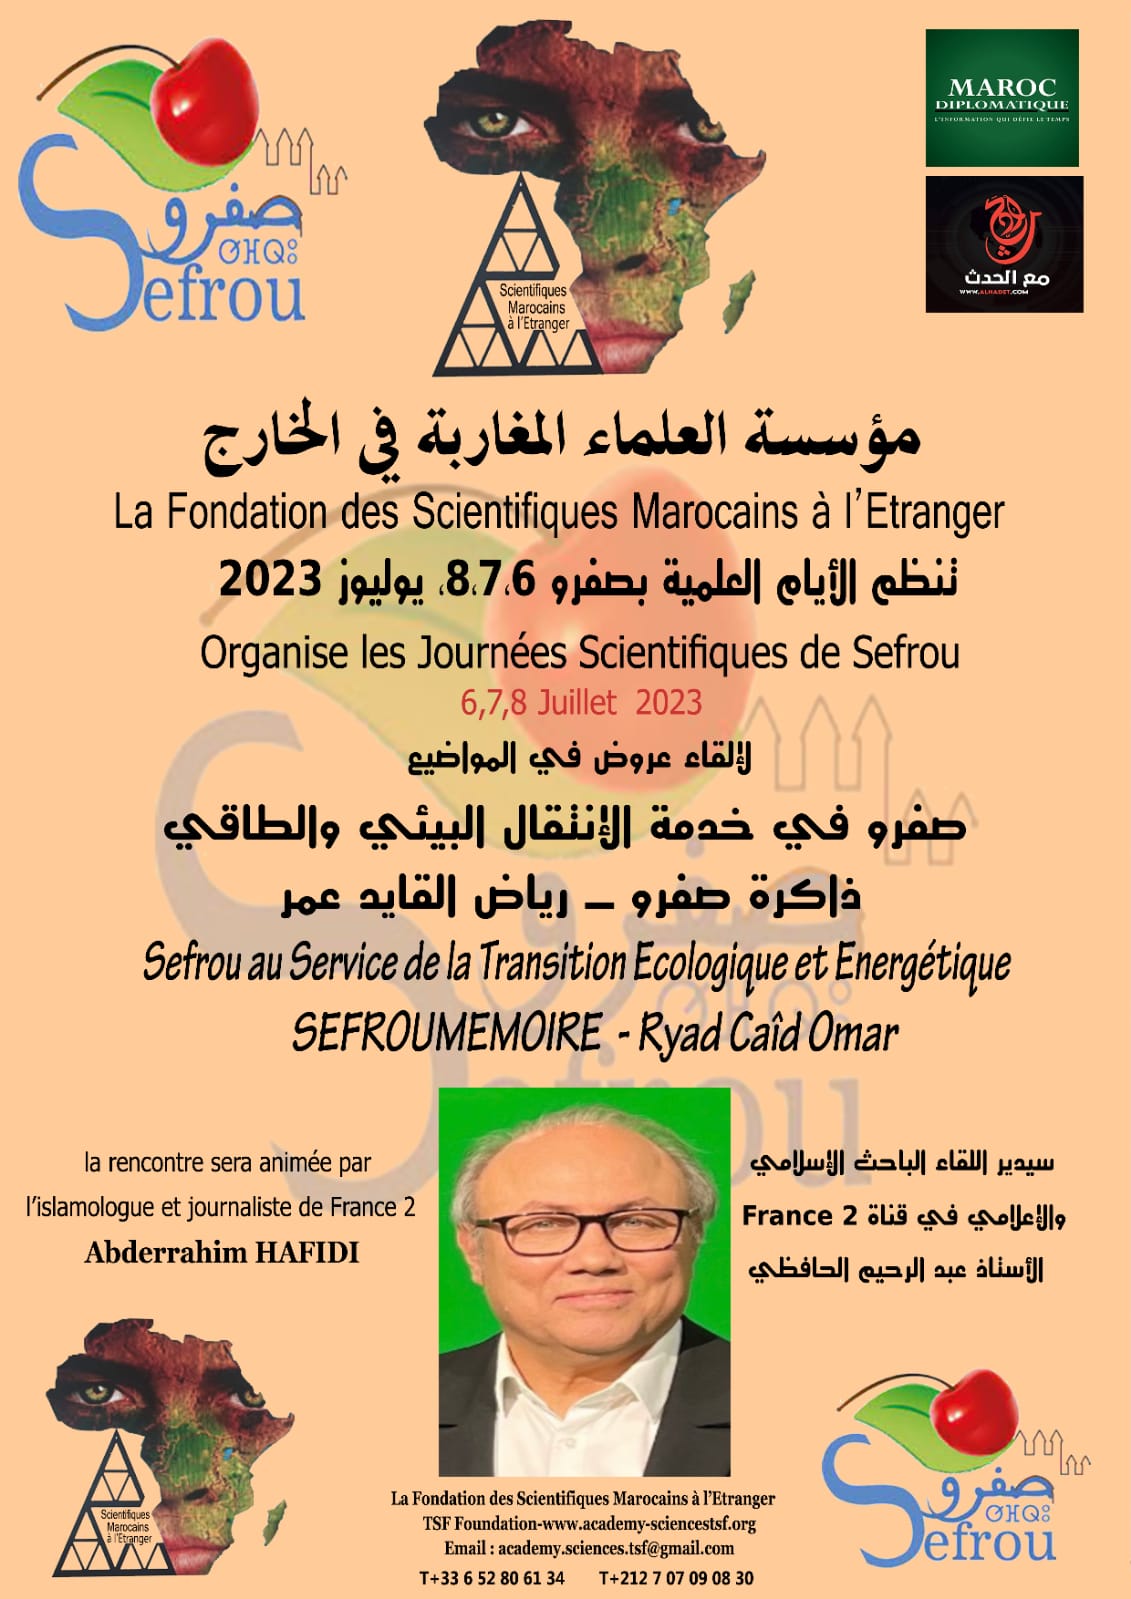 صفرو
ⵚⴼⵕⵓ
Sefrou
Scientifiques
Marocains
à l'Etranger
MAROC
DIPLOMATIQUE
L'INFORMATION QUI DÉFIE LE TEMPS
مع الحدث
WWW.ALHADET.COM
مؤسسة العلماء المغاربة في الخارج
La Fondation des Scientifiques Marocains à l'Etranger
تنظم الأيام العلمية بصفرو 6،7،8، يوليوز 2023
Organise les Journées Scientifiques de Sefrou
6,7,8 Juillet 2023
لإلقاء عروض في المواضيع
صفرو في خدمة الإنتقال البيئي والطاقي
ذاكرة صفرو – رياض القايد عمر
Sefrou au Service de la Transition Ecologique et Energétique
SEFROUMEMOIRE - Ryad Caîd Omar
la rencontre sera animée par
l'islamologue et journaliste de France 2
Abderrahim HAFIDI
سيدير اللقاء الباحث الإسلامي
والإعلامي في قناة France 2
الأستاذ عبد الرحيم الحافظي
Scientifiques
Marocains
à l'Etranger
La Fondation des Scientifiques Marocains à l'Etranger
TSF Foundation-www.academy-sciencestsf.org
Email : academy.sciences.tsf@gmail.com
T+33 6 52 80 61 34 T+212 7 07 09 08 30
صفرو
Sefrou